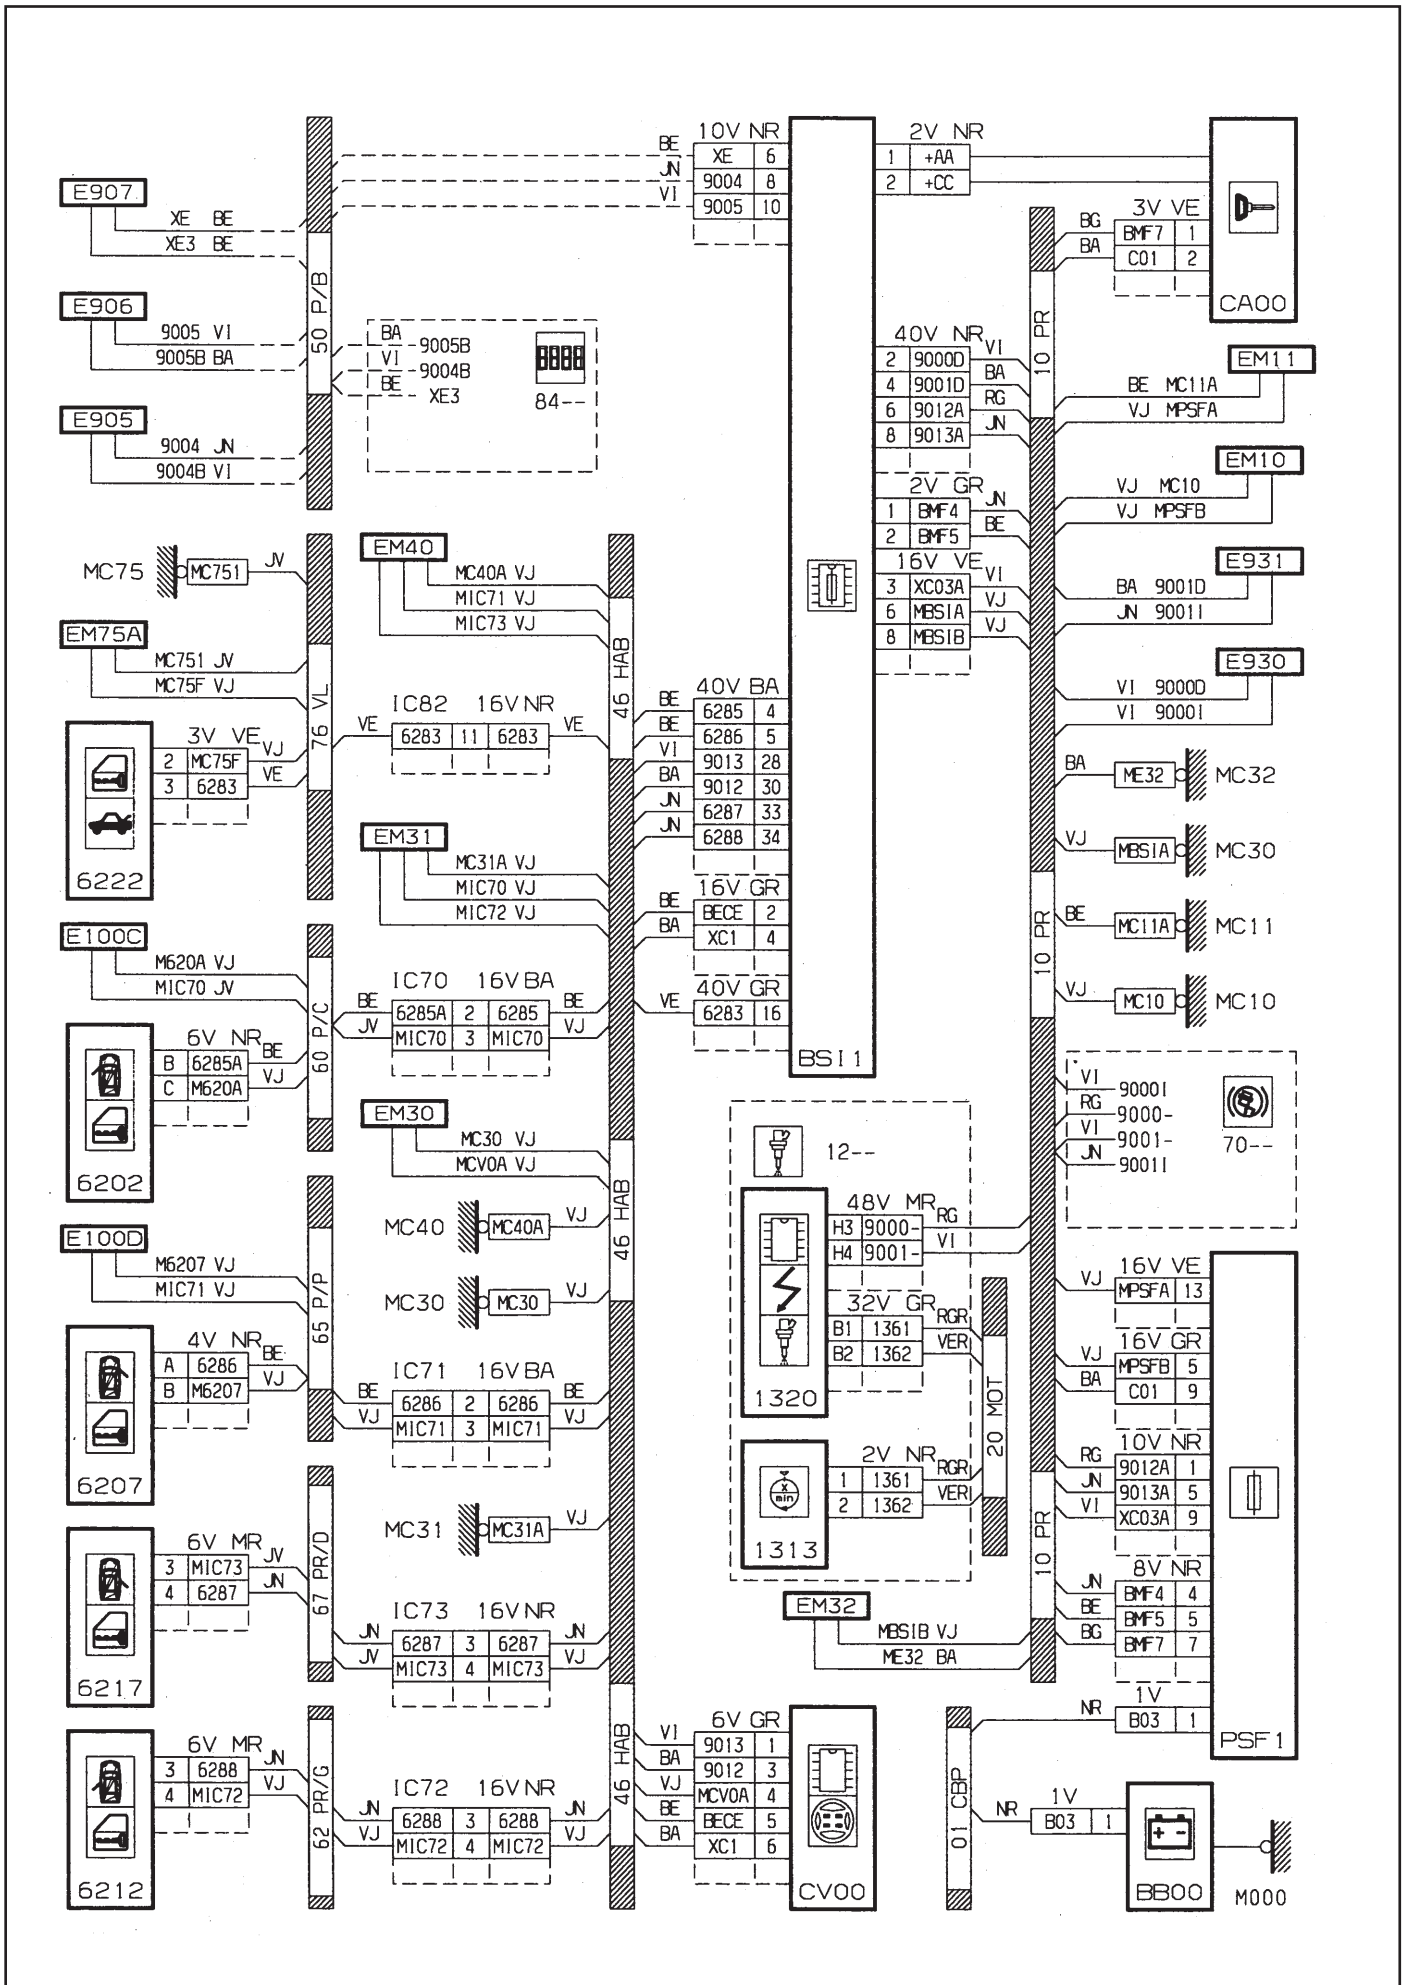 10V NR
BE XE 6
JN 9004 8
VI 9005 10
2V NR
1 +AA
2 +CC
E907
XE BE
XE3 BE
E906
9005 VI
9005B BA
E905
9004 JN
9004B VI
50 P/B
BA 9005B
VI 9004B
BE XE3
84--
3V VE
BG BMF7 1
BA C01 2
CA00
10 PR
40V NR
2 9000D VI
4 9001D BA
6 9012A RG
8 9013A JN
2V GR
1 BMF4 JN
2 BMF5 BE
16V VE
3 XC03A VI
6 MBSIA VJ
8 MBSIB VJ
EM11
BE MC11A
VJ MPSFA
EM10
VJ MC10
VJ MPSFB
E931
BA 9001D
JN 9001I
E930
VI 9000D
VI 9000I
MC75 MC751 JV
EM75A
MC751 JV
MC75F VJ
3V VE
2 MC75F VJ
3 6283 VE
6222
76 VL
EM40
MC40A VJ
MIC71 VJ
MIC73 VJ
46 HAB
IC82 16V NR
VE 6283 11 6283 VE
40V BA
BE 6285 4
BE 6286 5
VI 9013 28
BA 9012 30
JN 6287 33
JN 6288 34
16V GR
BE BECE 2
BA XC1 4
40V GR
VE 6283 16
BSI1
EM31
MC31A VJ
MIC70 VJ
MIC72 VJ
E100C
M620A VJ
MIC70 JV
6V NR
B 6285A BE
C M620A VJ
6202
60 P/C
IC70 16V BA
BE 6285A 2 6285 BE
JV MIC70 3 MIC70 VJ
BA ME32 MC32
VJ MBSIA MC30
BE MC11A MC11
VJ MC10 MC10
10 PR
VI 9000I
RG 9000-
VI 9001-
JN 9001I
70--
EM30
MC30 VJ
MCV0A VJ
MC40 MC40A VJ
MC30 MC30 VJ
46 HAB
12--
48V MR
H3 9000- RG
H4 9001- VI
32V GR
B1 1361 RGR
B2 1362 VER
1320
2V NR
1 1361 RGR
2 1362 VER
1313
20 MOT
E100D
M6207 VJ
MIC71 VJ
4V NR
A 6286 BE
B M6207 VJ
6207
65 P/P
IC71 16V BA
BE 6286 2 6286 BE
VJ MIC71 3 MIC71 VJ
MC31 MC31A VJ
16V VE
VJ MPSFA 13
16V GR
VJ MPSFB 5
BA C01 9
10V NR
RG 9012A 1
JN 9013A 5
VI XC03A 9
8V NR
JN BMF4 4
BE BMF5 5
BG BMF7 7
1V
NR B03 1
PSF1
10 PR
6V MR
3 MIC73 JV
4 6287 JN
6217
67 PR/D
IC73 16V NR
JN 6287 3 6287 JN
JV MIC73 4 MIC73 VJ
EM32
MBSIB VJ
ME32 BA
6V MR
3 6288 JN
4 MIC72 VJ
6212
62 PR/G
IC72 16V NR
JN 6288 3 6288 JN
VJ MIC72 4 MIC72 VJ
46 HAB
6V GR
VI 9013 1
BA 9012 3
VJ MCV0A 4
BE BECE 5
BA XC1 6
CV00
01 CBP
1V
NR B03 1
BB00
M000